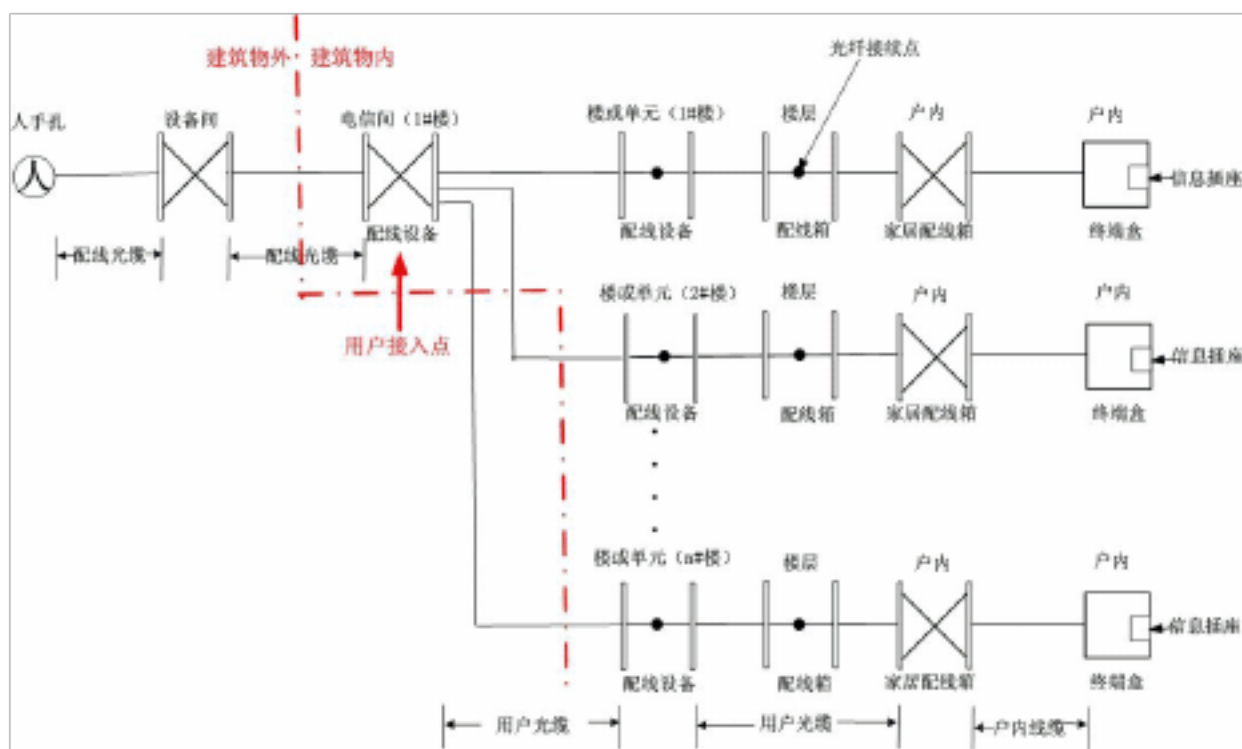 建筑物外
建筑物内
光纤接续点
人手孔
设备间
电信间(1#楼)
楼或单元(1#楼)
楼层
户内
户内
信息插座
配线设备
配线设备
配线箱
家居配线箱
终端盒
配线光缆
配线光缆
用户接入点
楼或单元(2#楼)
楼层
户内
户内
信息插座
配线设备
配线箱
家居配线箱
终端盒
楼或单元(n#楼)
楼层
户内
户内
信息插座
配线设备
配线箱
家居配线箱
终端盒
用户光缆
用户光缆
户内线缆